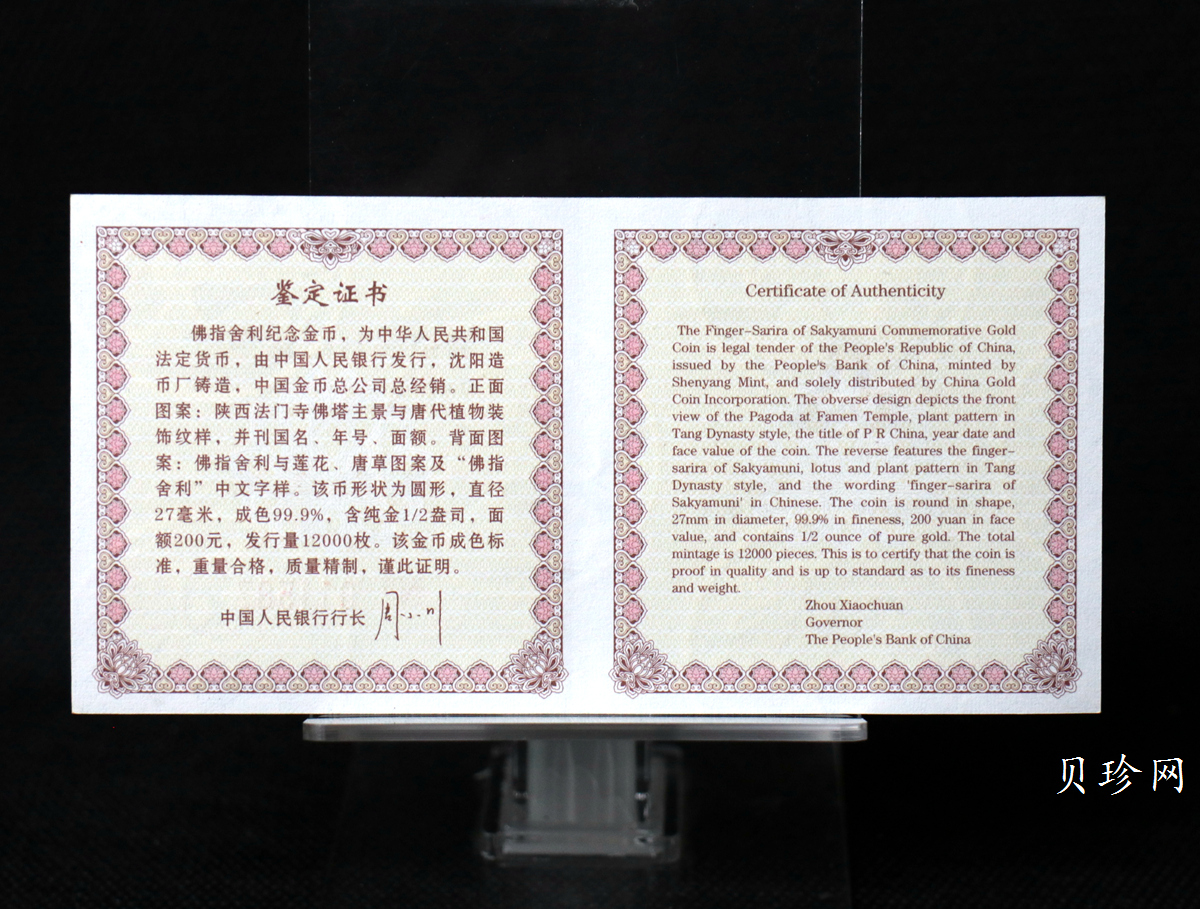 鉴定证书
佛指舍利纪念金币，为中华人民共和国
法定货币，由中国人民银行发行，沈阳造
币厂铸造，中国金币总公司总经销。正面
图案：陕西法门寺佛塔主景与唐代植物装
饰纹样，并刊国名、年号、面额。背面图
案：佛指舍利与莲花、唐草图案及“佛指
舍利”中文字样。该币形状为圆形，直径
27毫米，成色99.9%，含纯金1/2盎司，面
额200元，发行量12000枚。该金币成色标
准，重量合格，质量精制，谨此证明。
中国人民银行行长 周小川
Certificate of Authenticity
The Finger-Sarira of Sakyamuni Commemorative Gold
Coin is legal tender of the People's Republic of China,
issued by the People's Bank of China, minted by
Shenyang Mint, and solely distributed by China Gold
Coin Incorporation. The obverse design depicts the front
view of the Pagoda at Famen Temple, plant pattern in
Tang Dynasty style, the title of P R China, year date and
face value of the coin. The reverse features the finger-
sarira of Sakyamuni, lotus and plant pattern in Tang
Dynasty style, and the wording 'finger-sarira of
Sakyamuni' in Chinese. The coin is round in shape,
27mm in diameter, 99.9% in fineness, 200 yuan in face
value, and contains 1/2 ounce of pure gold. The total
mintage is 12000 pieces. This is to certify that the coin is
proof in quality and is up to standard as to its fineness
and weight.
Zhou Xiaochuan
Governor
The People's Bank of China
贝珍网